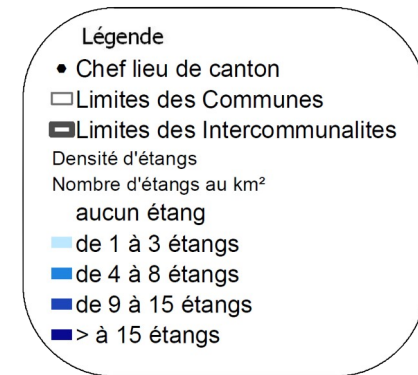 Légende
Chef lieu de canton
Limites des Communes
Limites des Intercommunalites
Densité d'étangs
Nombre d'étangs au km²
aucun étang
de 1 à 3 étangs
de 4 à 8 étangs
de 9 à 15 étangs
> à 15 étangs